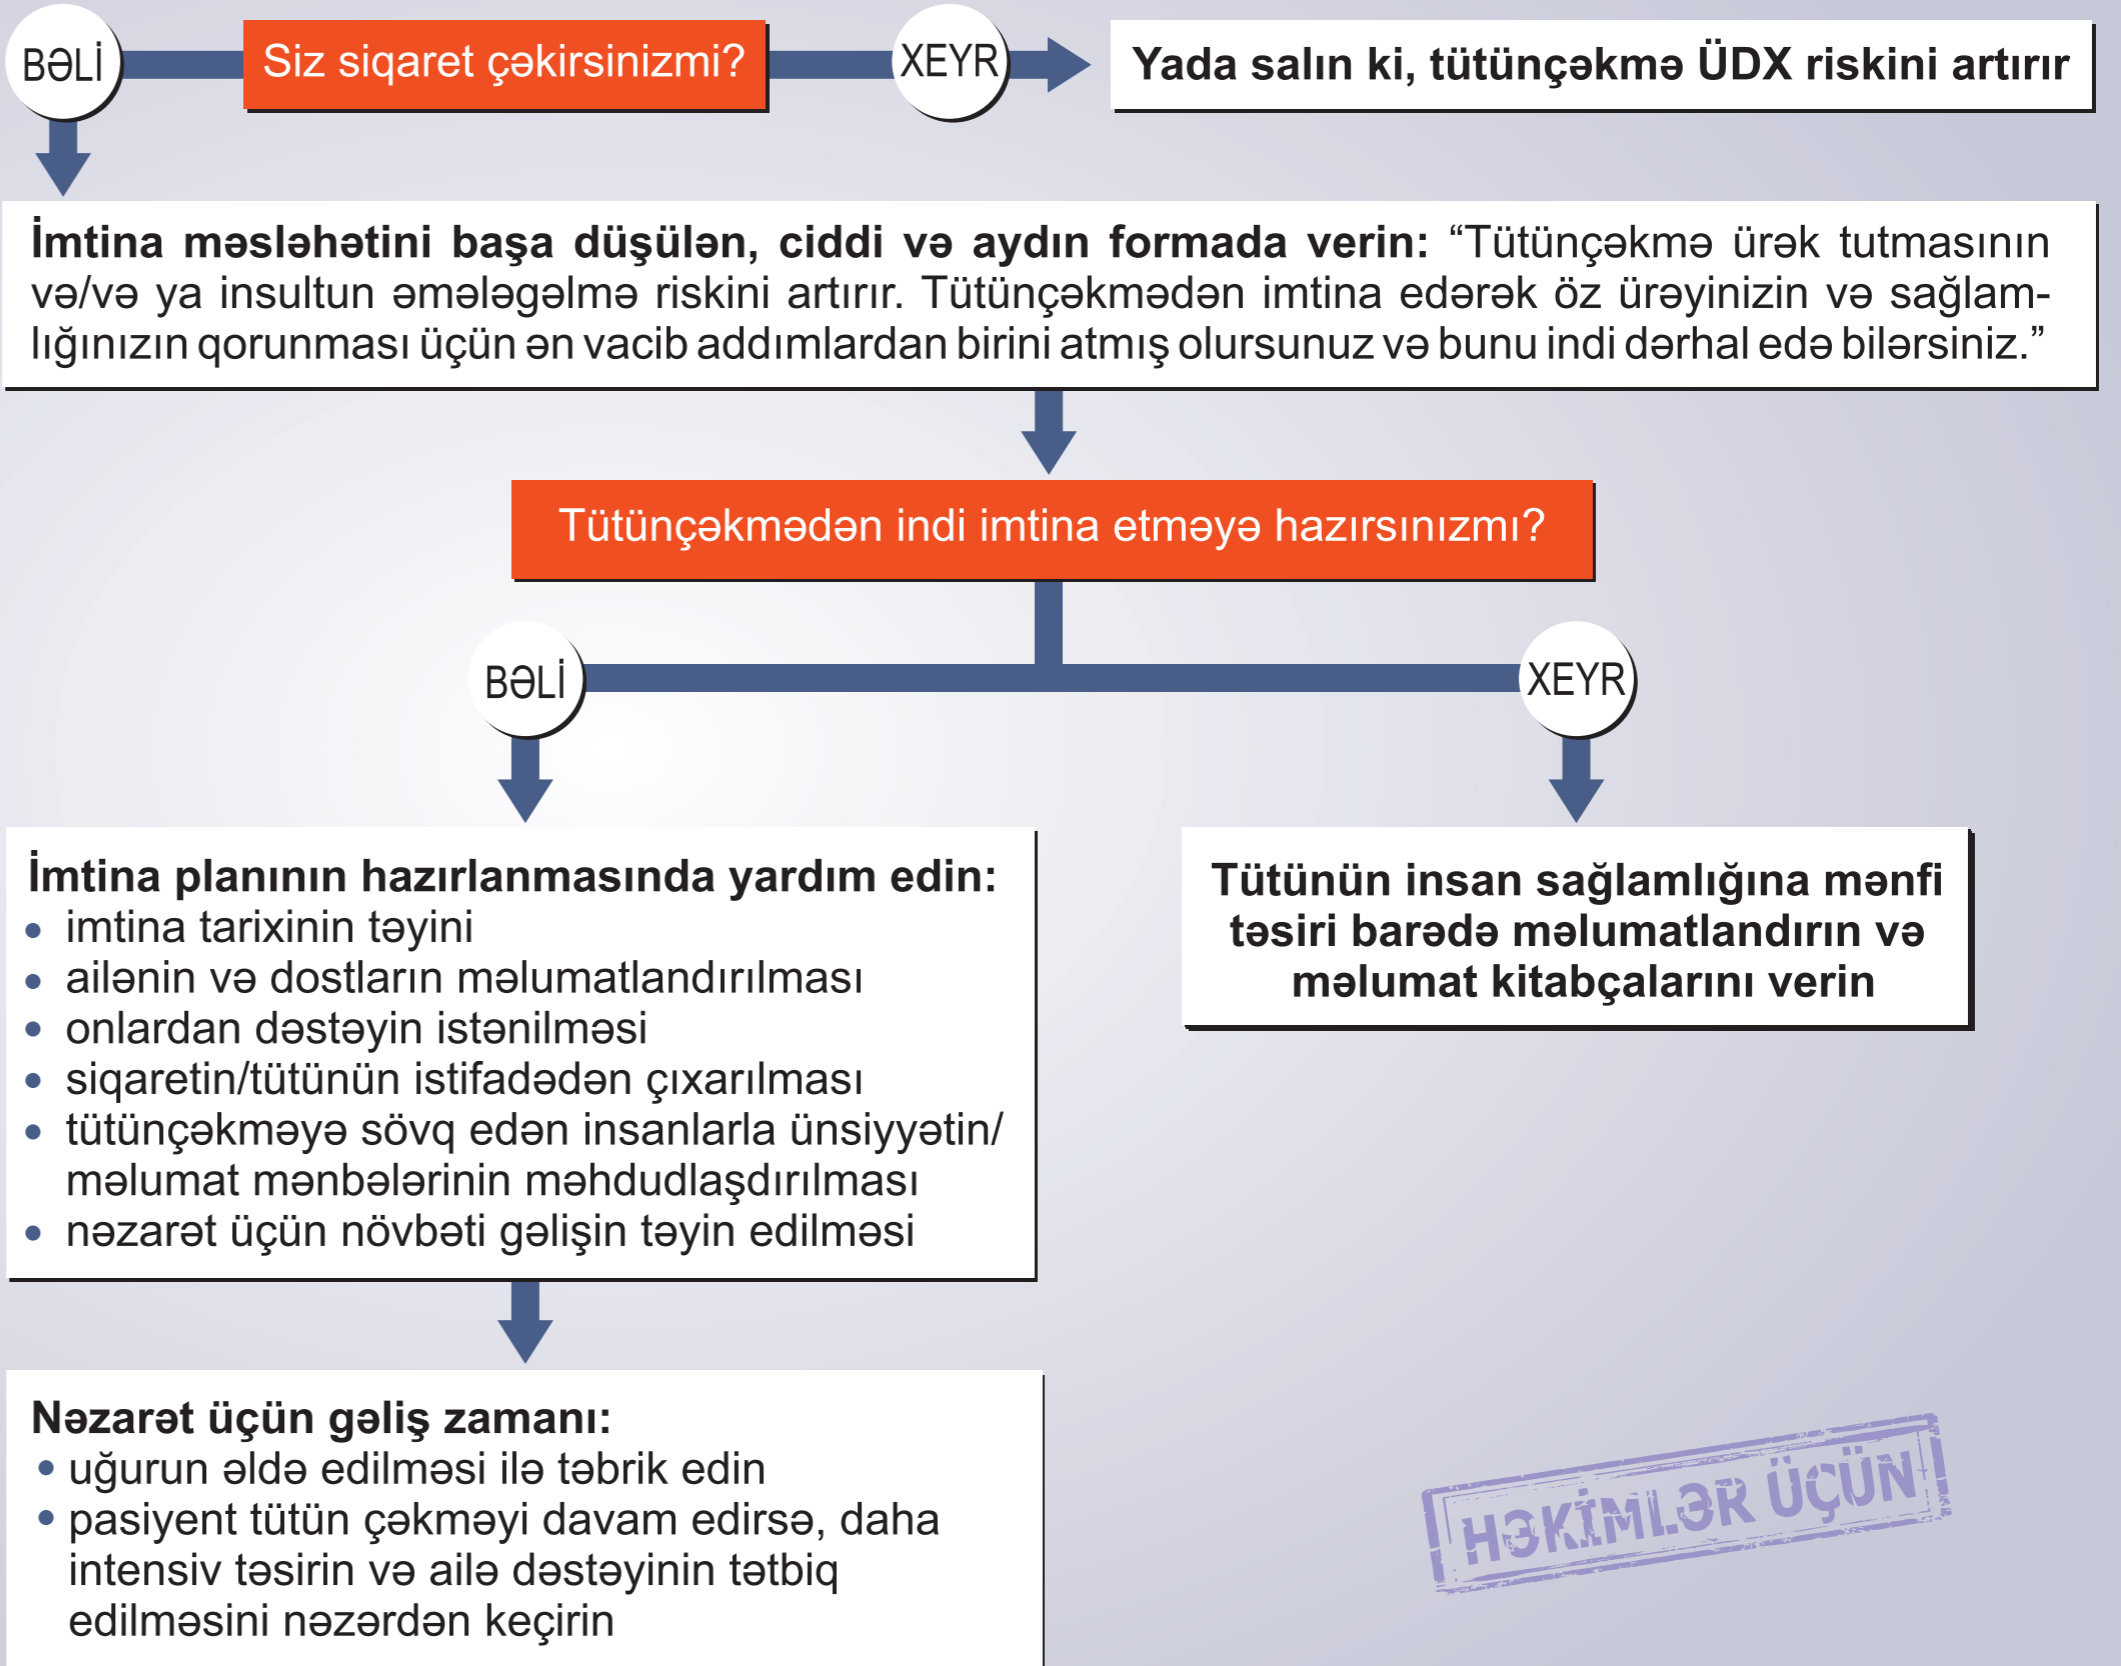 BƏLİ
Siz siqaret çəkirsinizmi?
XEYR
Yada salın ki, tütünçəkmə ÜDX riskini artırır
İmtina məsləhətini başa düşülən, ciddi və aydın formada verin: “Tütünçəkmə ürək tutmasının
və/və ya insultun əmələgəlmə riskini artırır. Tütünçəkmədən imtina edərək öz ürəyinizin və sağlam-
lığınızın qorunması üçün ən vacib addımlardan birini atmış olursunuz və bunu indi dərhal edə bilərsiniz.”
Tütünçəkmədən indi imtina etməyə hazırsınızmı?
BƏLİ
XEYR
İmtina planının hazırlanmasında yardım edin:
• imtina tarixinin təyini
• ailənin və dostların məlumatlandırılması
• onlardan dəstəyin istənilməsi
• siqaretin/tütünün istifadədən çıxarılması
• tütünçəkməyə sövq edən insanlarla ünsiyyətin/
məlumat mənbələrinin məhdudlaşdırılması
• nəzarət üçün növbəti gəlişin təyin edilməsi
Tütünün insan sağlamlığına mənfi
təsiri barədə məlumatlandırın və
məlumat kitabçalarını verin
Nəzarət üçün gəliş zamanı:
• uğurun əldə edilməsi ilə təbrik edin
• pasiyent tütün çəkməyi davam edirsə, daha
intensiv təsirin və ailə dəstəyinin tətbiq
edilməsini nəzərdən keçirin
HƏKİMLƏR ÜÇÜN